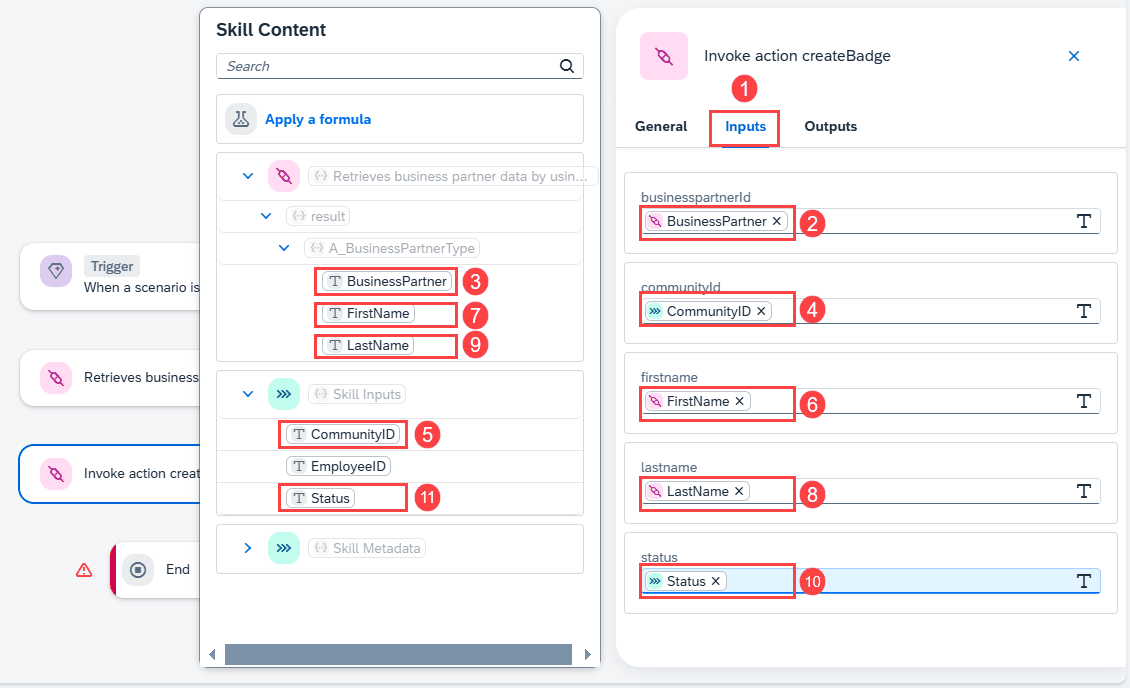 Trigger
When a scenario is
Retrieves business
Invoke action creat
End
Skill Content
Search
Apply a formula
Retrieves business partner data by usin...
result
A_BusinessPartnerType
BusinessPartner 3
FirstName 7
LastName 9
Skill Inputs
CommunityID 5
EmployeeID
Status 11
Skill Metadata
Invoke action createBadge
1
General Inputs Outputs
businesspartnerId
BusinessPartner 2
communityId
CommunityID 4
firstname
FirstName 6
lastname
LastName 8
status
Status 10